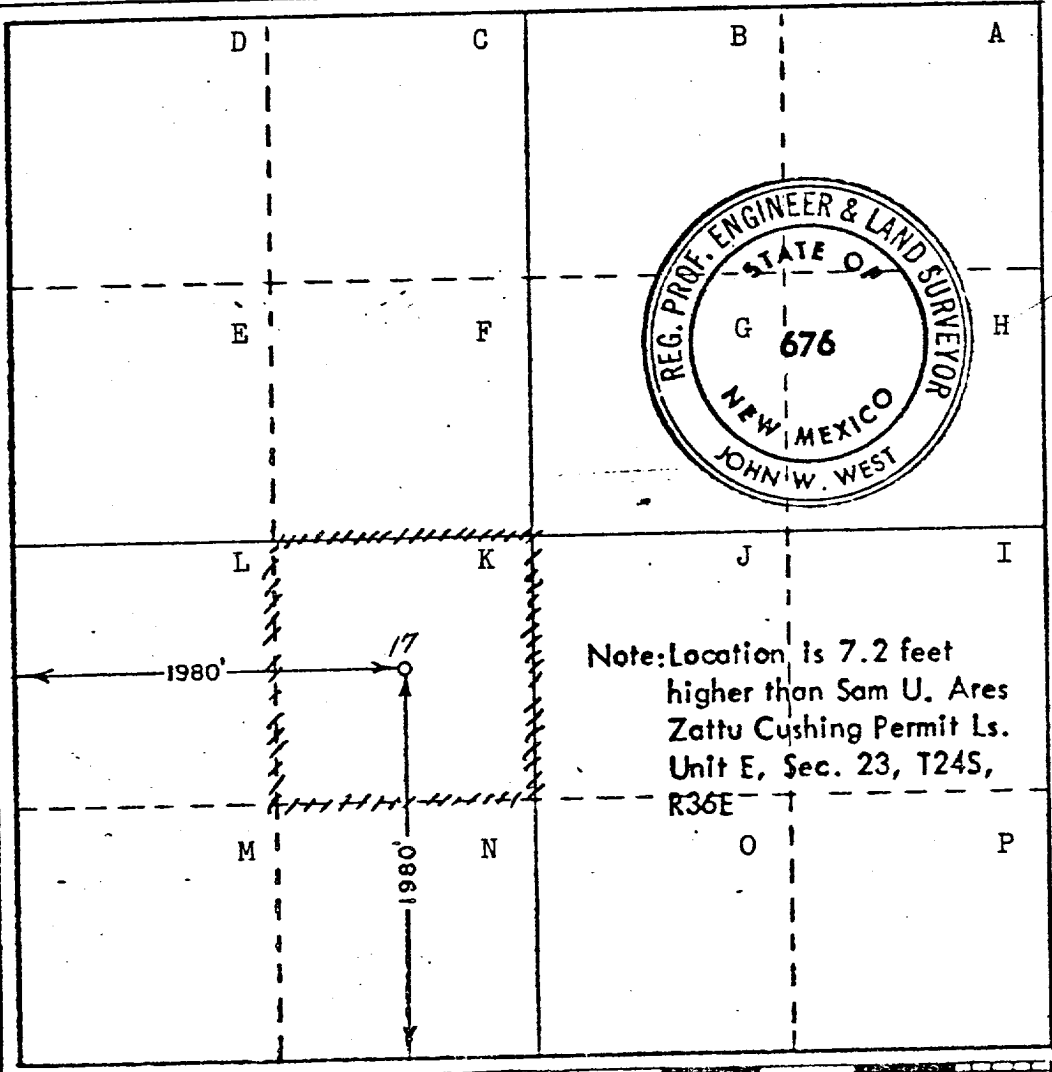 D C B A
REG. PROF. ENGINEER & LAND SURVEYOR
STATE OF
E F G 676 H
NEW MEXICO
JOHN W. WEST
L K J I
17
1980'
Note: Location is 7.2 feet
higher than Sam U. Ares
Zattu Cushing Permit Ls.
Unit E, Sec. 23, T24S,
R36E
M N O P
1980'